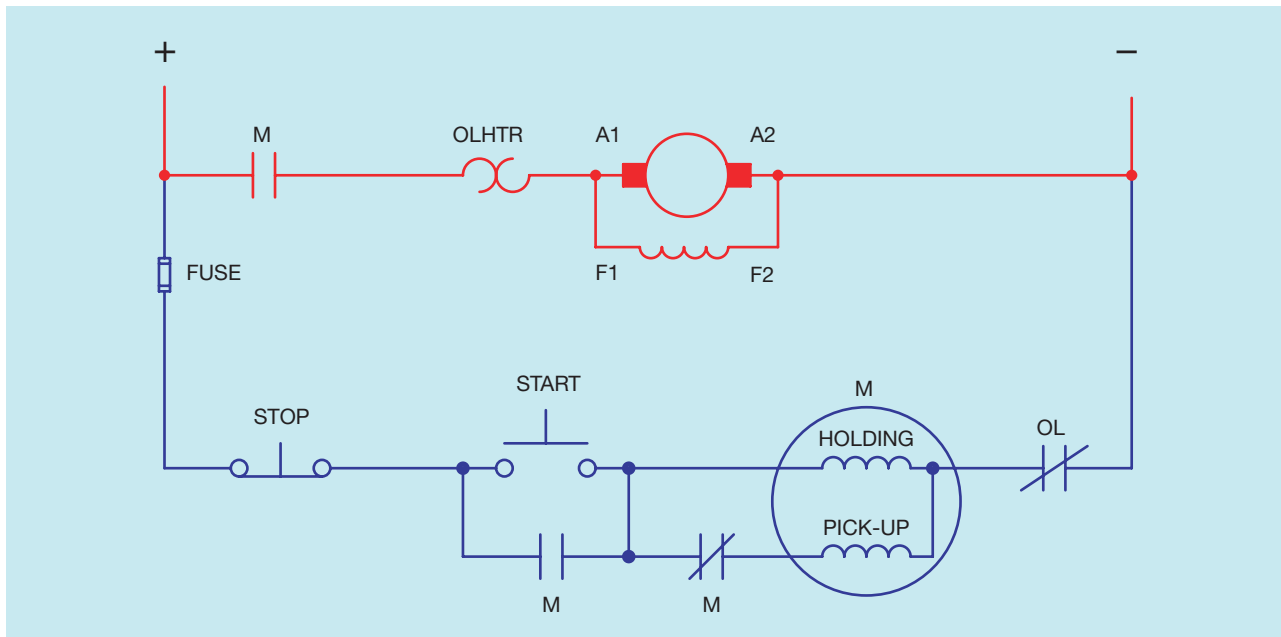 + −
M OLHTR A1 A2
F1 F2
FUSE
START
M
STOP
HOLDING
OL
PICK-UP
M M